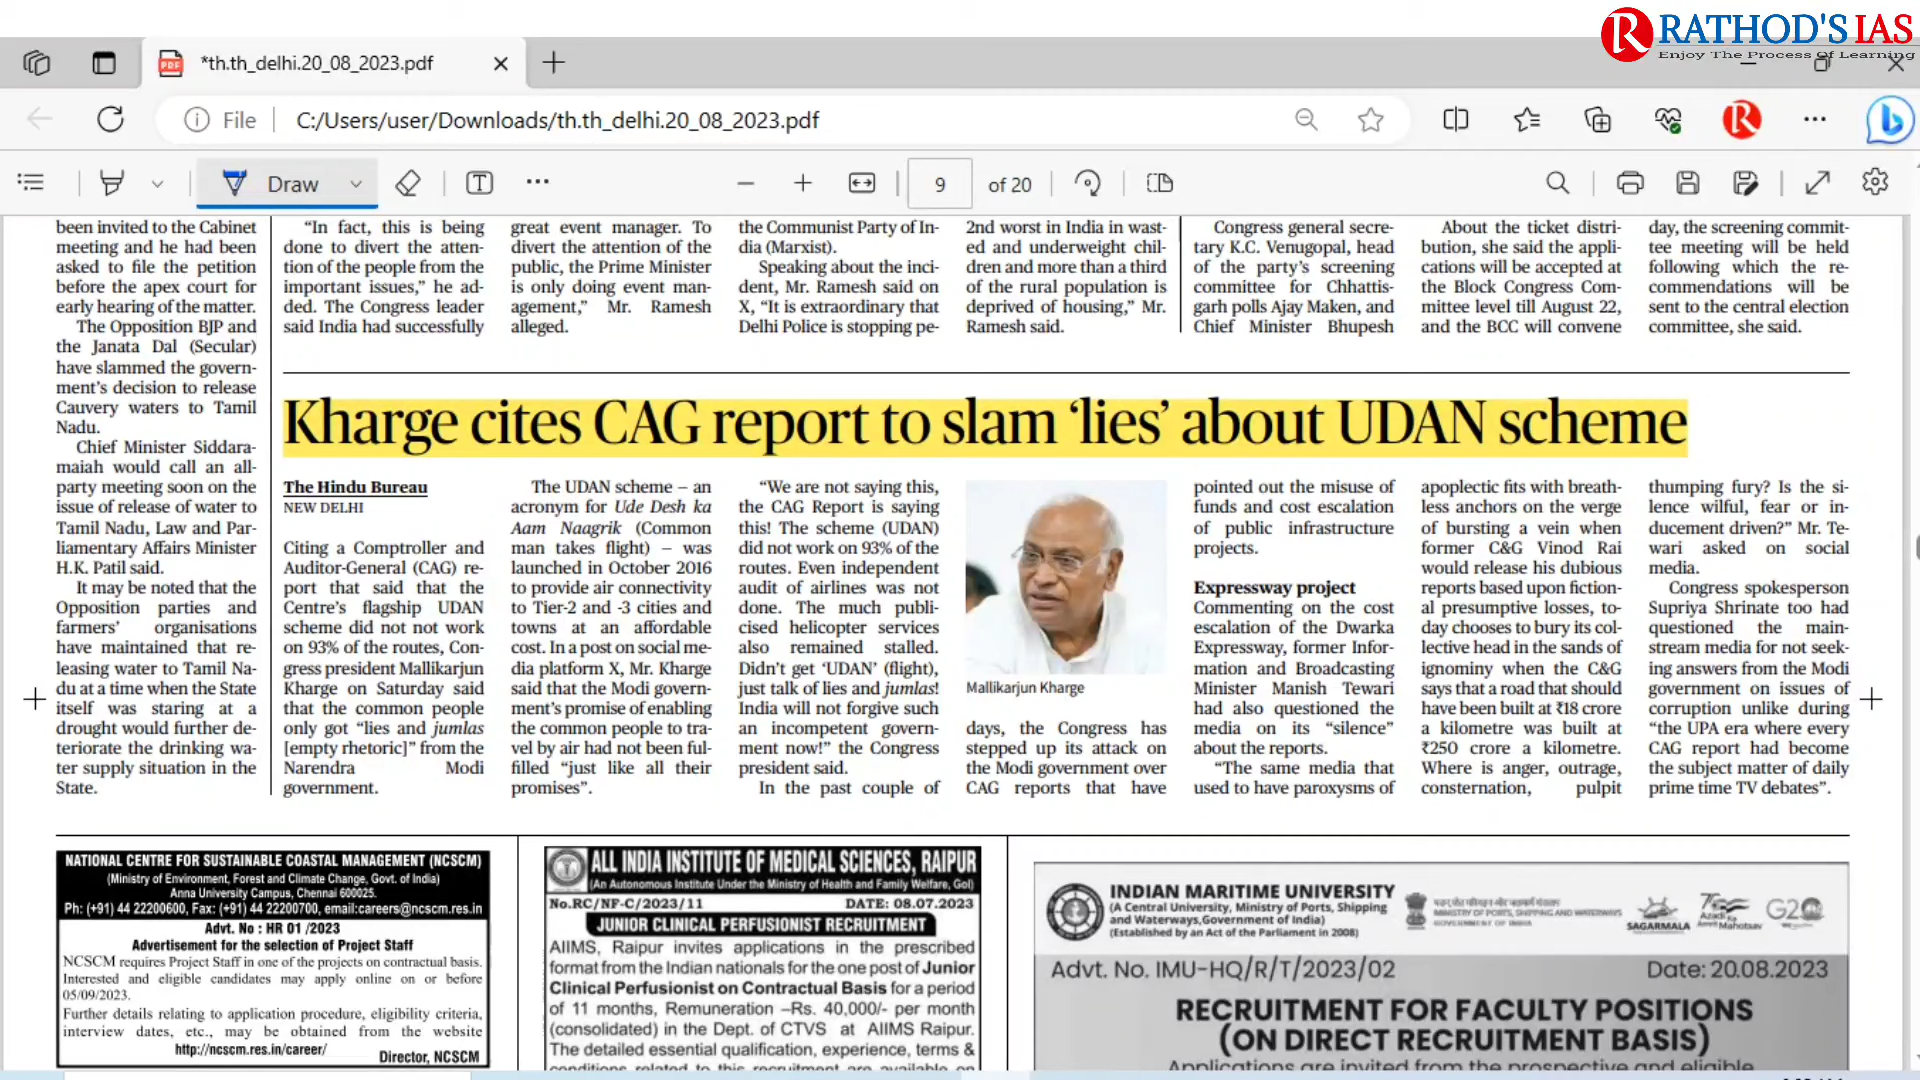 RATHOD'S IAS
Enjoy The Process Of Learning
*th.th_delhi.20_08_2023.pdf
File
C:/Users/user/Downloads/th.th_delhi.20_08_2023.pdf
Draw
9
of 20
been invited to the Cabinet
meeting and he had been
asked to file the petition
before the apex court for
early hearing of the matter.
The Opposition BJP and
the Janata Dal (Secular)
have slammed the govern-
ment's decision to release
Cauvery waters to Tamil
Nadu.
Chief Minister Siddara-
maiah would call an all-
party meeting soon on the
issue of release of water to
Tamil Nadu, Law and Par-
liamentary Affairs Minister
H.K. Patil said.
It may be noted that the
Opposition parties and
farmers' organisations
have maintained that re-
leasing water to Tamil Na-
du at a time when the State
itself was staring at a
drought would further de-
teriorate the drinking wa-
ter supply situation in the
State.
"In fact, this is being
done to divert the atten-
tion of the people from the
important issues," he ad-
ded. The Congress leader
said India had successfully
great event manager. To
divert the attention of the
public, the Prime Minister
is only doing event man-
agement," Mr. Ramesh
alleged.
the Communist Party of In-
dia (Marxist).
Speaking about the inci-
dent, Mr. Ramesh said on
X, "It is extraordinary that
Delhi Police is stopping pe-
2nd worst in India in wast-
ed and underweight chil-
dren and more than a third
of the rural population is
deprived of housing," Mr.
Ramesh said.
Congress general secre-
tary K.C. Venugopal, head
of the party's screening
committee for Chhattis-
garh polls Ajay Maken, and
Chief Minister Bhupesh
About the ticket distri-
bution, she said the appli-
cations will be accepted at
the Block Congress Com-
mittee level till August 22,
and the BCC will convene
day, the screening commit-
tee meeting will be held
following which the re-
commendations will be
sent to the central election
committee, she said.
Kharge cites CAG report to slam 'lies' about UDAN scheme
The Hindu Bureau
NEW DELHI
Citing a Comptroller and
Auditor-General (CAG) re-
port that said that the
Centre's flagship UDAN
scheme did not not work
on 93% of the routes, Con-
gress president Mallikarjun
Kharge on Saturday said
that the common people
only got "lies and jumlas
[empty rhetoric]" from the
Narendra Modi
government.
The UDAN scheme – an
acronym for Ude Desh ka
Aam Naagrik (Common
man takes flight) – was
launched in October 2016
to provide air connectivity
to Tier-2 and -3 cities and
towns at an affordable
cost. In a post on social me-
dia platform X, Mr. Kharge
said that the Modi govern-
ment's promise of enabling
the common people to tra-
vel by air had not been ful-
filled "just like all their
promises".
"We are not saying this,
the CAG Report is saying
this! The scheme (UDAN)
did not work on 93% of the
routes. Even independent
audit of airlines was not
done. The much publi-
cised helicopter services
also remained stalled.
Didn't get 'UDAN' (flight),
just talk of lies and jumlas!
India will not forgive such
an incompetent govern-
ment now!" the Congress
president said.
In the past couple of
Mallikarjun Kharge
days, the Congress has
stepped up its attack on
the Modi government over
CAG reports that have
pointed out the misuse of
funds and cost escalation
of public infrastructure
projects.
Expressway project
Commenting on the cost
escalation of the Dwarka
Expressway, former Infor-
mation and Broadcasting
Minister Manish Tewari
had also questioned the
media on its "silence"
about the reports.
"The same media that
used to have paroxysms of
apoplectic fits with breath-
less anchors on the verge
of bursting a vein when
former C&G Vinod Rai
would release his dubious
reports based upon fiction-
al presumptive losses, to-
day chooses to bury its col-
lective head in the sands of
ignominy when the C&G
says that a road that should
have been built at ₹18 crore
a kilometre was built at
₹250 crore a kilometre.
Where is anger, outrage,
consternation, pulpit
thumping fury? Is the si-
lence wilful, fear or in-
ducement driven?" Mr. Te-
wari asked on social
media.
Congress spokesperson
Supriya Shrinate too had
questioned the main-
stream media for not seek-
ing answers from the Modi
government on issues of
corruption unlike during
"the UPA era where every
CAG report had become
the subject matter of daily
prime time TV debates".
NATIONAL CENTRE FOR SUSTAINABLE COASTAL MANAGEMENT (NCSCM)
(Ministry of Environment, Forest and Climate Change, Govt. of India)
Anna University Campus, Chennai 600025.
Ph: (+91) 44 22200600, Fax: (+91) 44 22200700, email:careers@ncscm.res.in
Advt. No : HR 01 /2023
Advertisement for the selection of Project Staff
NCSCM requires Project Staff in one of the projects on contractual basis.
Interested and eligible candidates may apply online on or before
05/09/2023.
Further details relating to application procedure, eligibility criteria,
interview dates, etc., may be obtained from the website
http://ncscm.res.in/career/
Director, NCSCM
ALL INDIA INSTITUTE OF MEDICAL SCIENCES, RAIPUR
(An Autonomous Institute Under the Ministry of Health and Family Welfare, GoI)
No.RC/NF-C/2023/11 DATE: 08.07.2023
JUNIOR CLINICAL PERFUSIONIST RECRUITMENT
AIIMS, Raipur invites applications in the prescribed
format from the Indian nationals for the one post of Junior
Clinical Perfusionist on Contractual Basis for a period
of 11 months, Remuneration –Rs. 40,000/- per month
(consolidated) in the Dept. of CTVS at AIIMS Raipur.
The detailed essential qualification, experience, terms &
conditions related to this recruitment are available on
INDIAN MARITIME UNIVERSITY
(A Central University, Ministry of Ports, Shipping
and Waterways,Government of India)
(Established by an Act of the Parliament in 2008)
MINISTRY OF PORTS, SHIPPING AND WATERWAYS
GOVERNMENT OF INDIA
SAGARMALA
Azadi Ka
Amrit Mahotsav
G20
Advt. No. IMU-HQ/R/T/2023/02
Date: 20.08.2023
RECRUITMENT FOR FACULTY POSITIONS
(ON DIRECT RECRUITMENT BASIS)
Applications are invited from the prospective and eligible